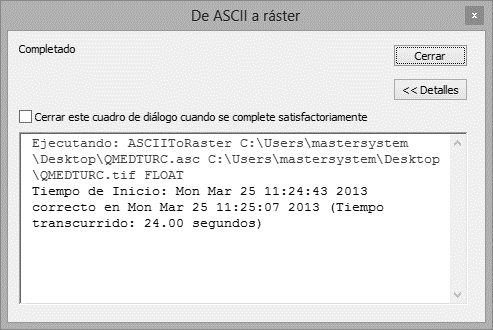 De ASCII a ráster
x
Completado
Cerrar
<< Detalles
Cerrar este cuadro de diálogo cuando se complete satisfactoriamente
Ejecutando: ASCIIToRaster C:\Users\mastersystem
\Desktop\QMEDTURC.asc C:\Users\mastersystem\Desktop
\QMEDTURC.tif FLOAT
Tiempo de Inicio: Mon Mar 25 11:24:43 2013
correcto en Mon Mar 25 11:25:07 2013 (Tiempo
transcurrido: 24.00 segundos)